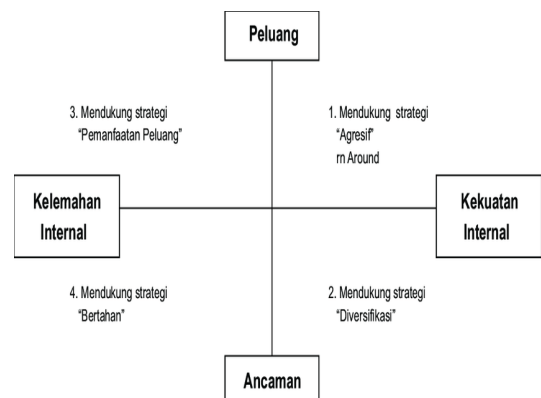 Peluang
3. Mendukung strategi
"Pemanfaatan Peluang"
1. Mendukung strategi
"Agresif"
rn Around
Kelemahan
Internal
Kekuatan
Internal
4. Mendukung strategi
"Bertahan"
2. Mendukung strategi
"Diversifikasi"
Ancaman